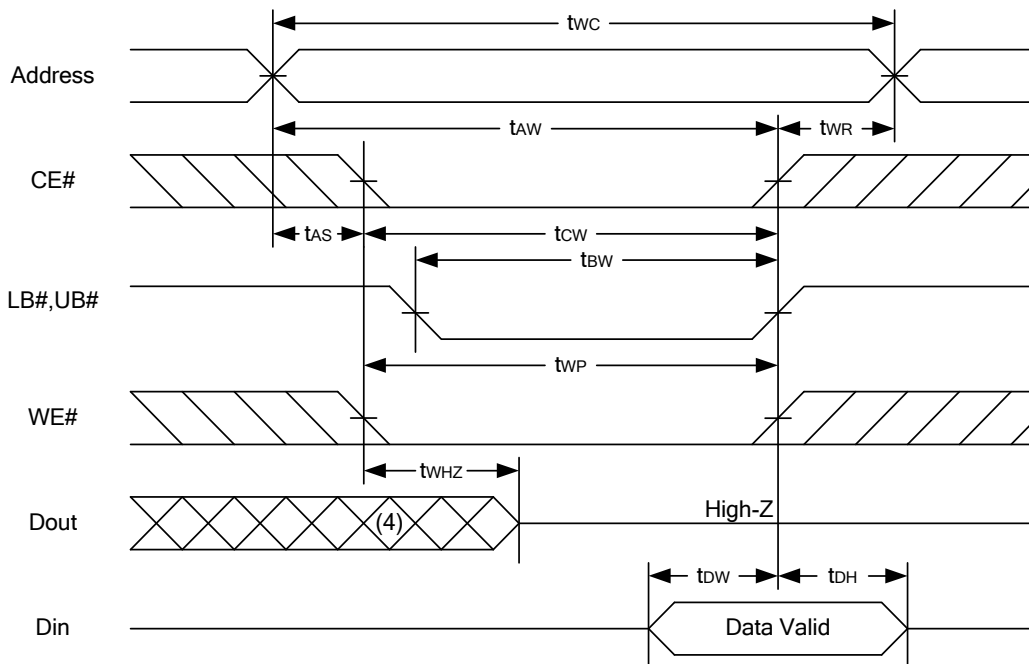 tWC
Address
tAW
tWR
CE#
tAS
tCW
tBW
LB#,UB#
tWP
WE#
tWHZ
Dout
(4)
High-Z
tDW
tDH
Din
Data Valid